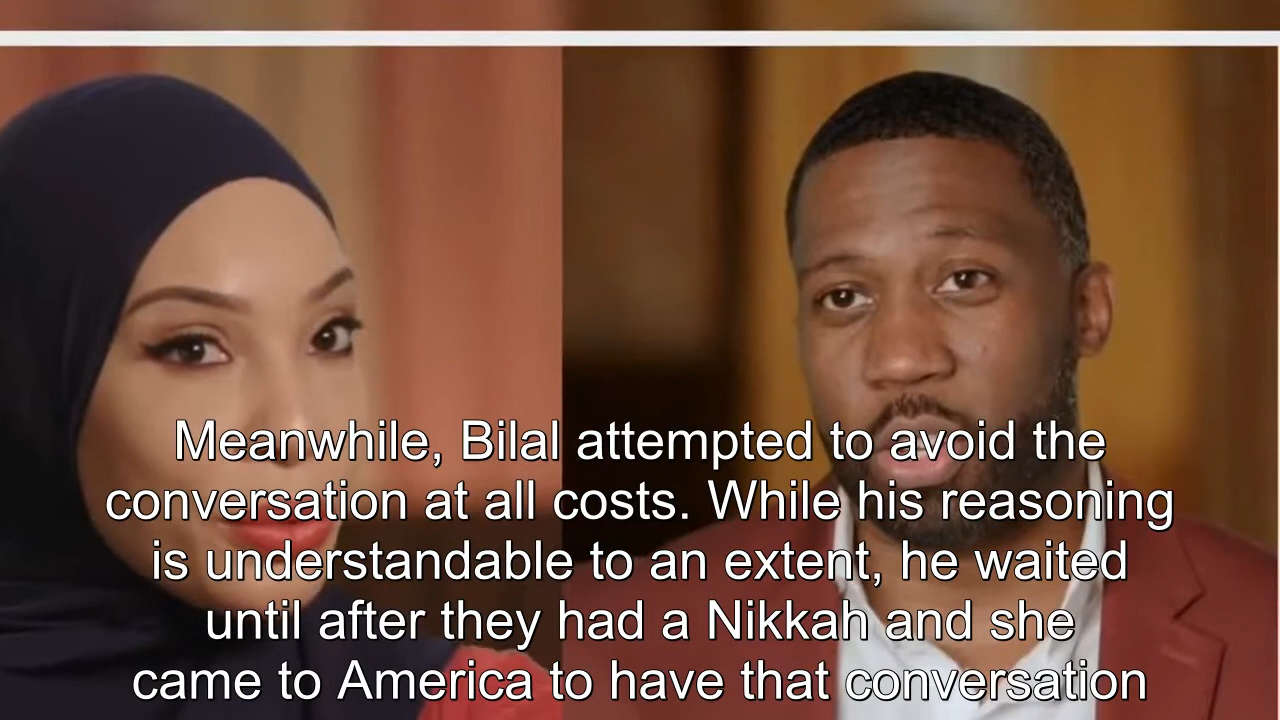 Meanwhile, Bilal attempted to avoid the
conversation at all costs. While his reasoning
is understandable to an extent, he waited
until after they had a Nikkah and she
came to America to have that conversation